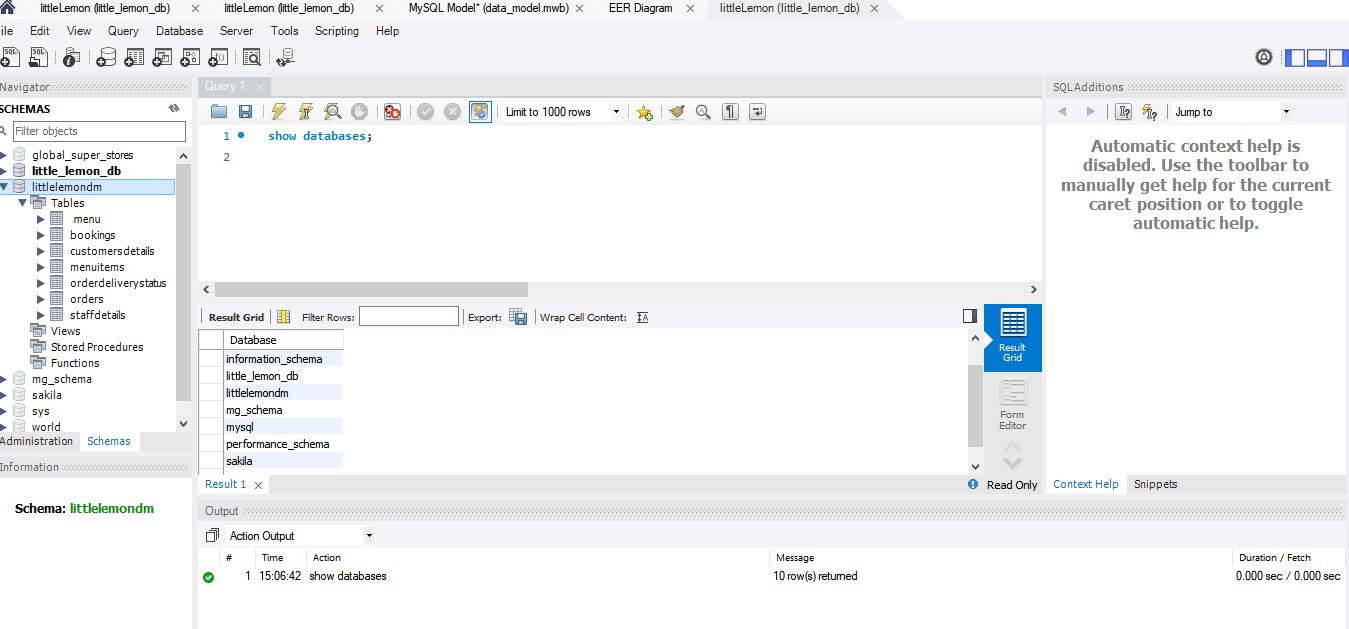 littleLemon (little_lemon_db) littleLemon (little_lemon_db) MySQL Model* (data_model.mwb) EER Diagram littleLemon (little_lemon_db)
ile Edit View Query Database Server Tools Scripting Help
Navigator
SCHEMAS
Filter objects
global_super_stores
little_lemon_db
littlelemondm
Tables
menu
bookings
customersdetails
menuitems
orderdeliverystatus
orders
staffdetails
Views
Stored Procedures
Functions
mg_schema
sakila
sys
world
Administration Schemas
Information
Schema: littlelemondm
Query 1
Limit to 1000 rows
1 show databases;
2
Result Grid Filter Rows: Export: Wrap Cell Content:
Database
information_schema
little_lemon_db
littlelemondm
mg_schema
mysql
performance_schema
sakila
Result
Grid
Form
Editor
Result 1 Read Only
SQLAdditions
Jump to
Automatic context help is
disabled. Use the toolbar to
manually get help for the current
caret position or to toggle
automatic help.
Context Help Snippets
Output
Action Output
# Time Action Message Duration / Fetch
1 15:06:42 show databases 10 row(s) returned 0.000 sec / 0.000 sec